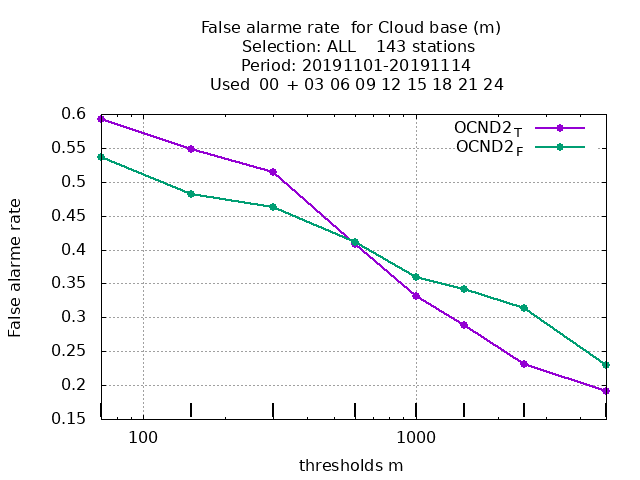 False alarme rate  for Cloud base (m)
Selection: ALL    143 stations
Period: 20191101-20191114
Used  00 + 03 06 09 12 15 18 21 24
0.6
OCND2T
0.55
OCND2F
0.5
0.45
0.4
0.35
0.3
0.25
0.2
0.15
False alarme rate
100
1000
thresholds m